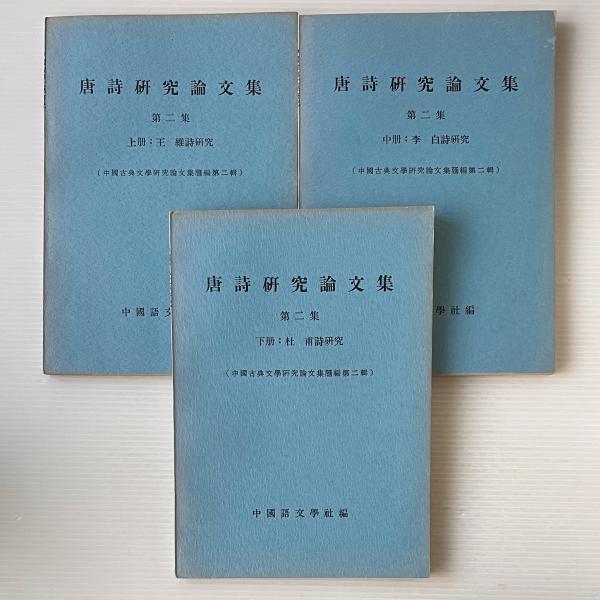 唐詩研究論文集
第二集
上册：王　維詩研究
（中國古典文學研究論文集匯編第二輯）
中國語文
唐詩研究論文集
第二集
中册：李　白詩研究
（中國古典文學研究論文集匯編第二輯）
學社編
唐詩研究論文集
第二集
下册：杜　甫詩研究
（中國古典文學研究論文集匯編第二輯）
中國語文學社編